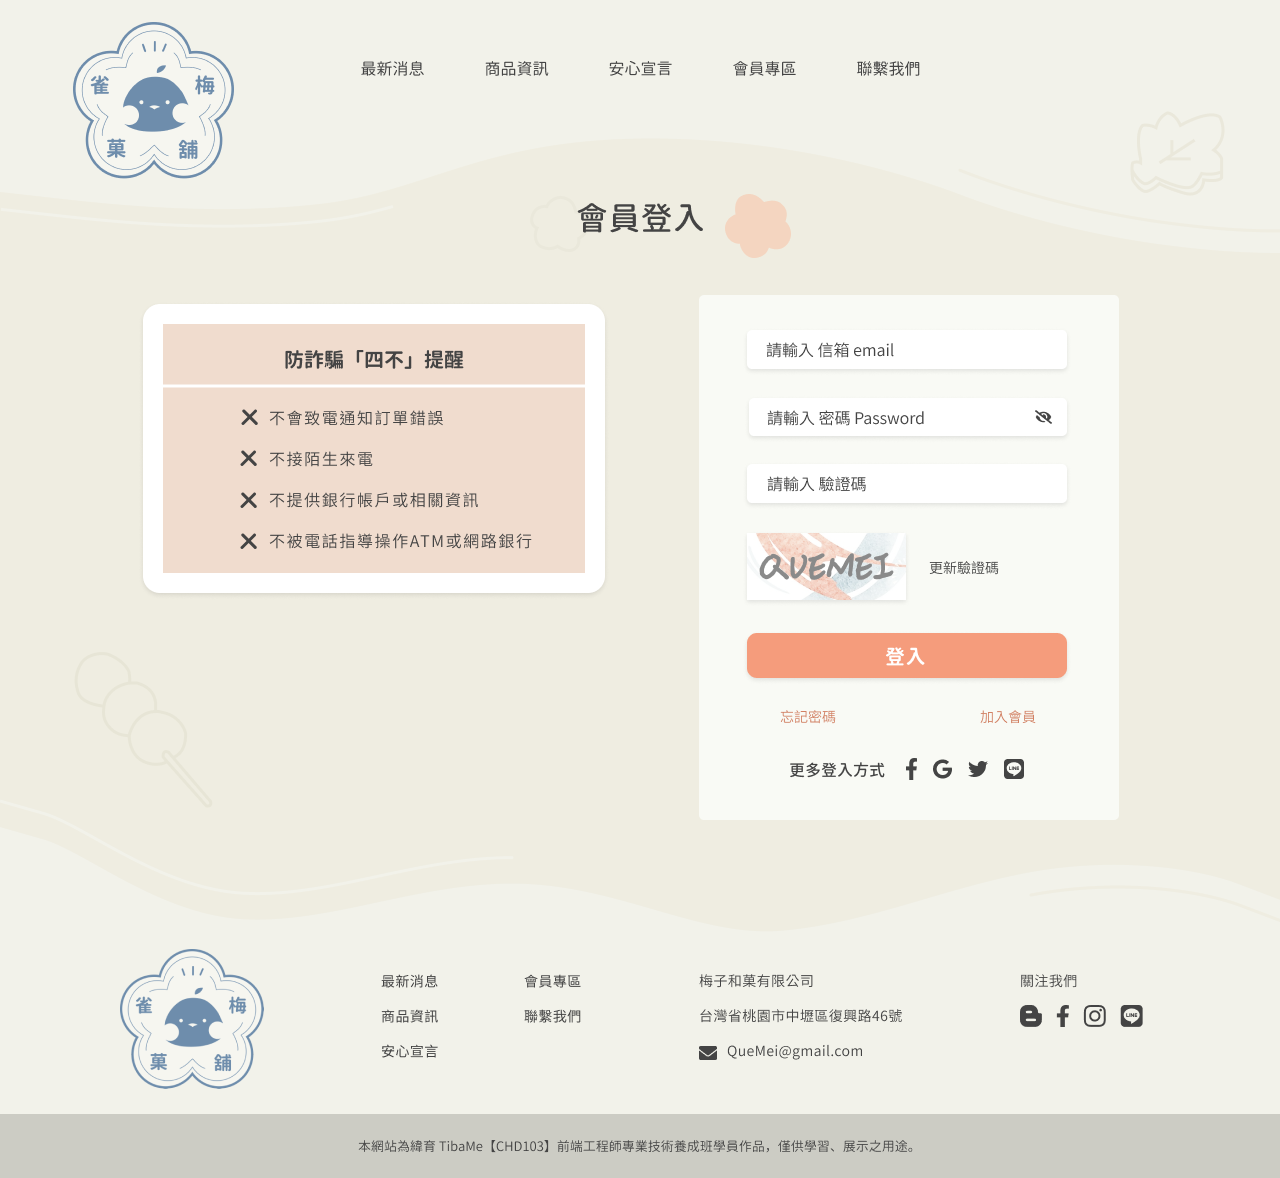 雀 梅
菓 舖
最新消息 商品資訊 安心宣言 會員專區 聯繫我們
會員登入
防詐騙「四不」提醒
不會致電通知訂單錯誤
不接陌生來電
不提供銀行帳戶或相關資訊
不被電話指導操作ATM或網路銀行
請輸入 信箱 email
請輸入 密碼 Password
請輸入 驗證碼
QUEMEI 更新驗證碼
登入
忘記密碼 加入會員
更多登入方式
LINE
雀 梅
菓 舖
最新消息 會員專區
商品資訊 聯繫我們
安心宣言
梅子和菓有限公司
台灣省桃園市中壢區復興路46號
QueMei@gmail.com
關注我們
LINE
本網站為緯育 TibaMe【CHD103】前端工程師專業技術養成班學員作品，僅供學習、展示之用途。